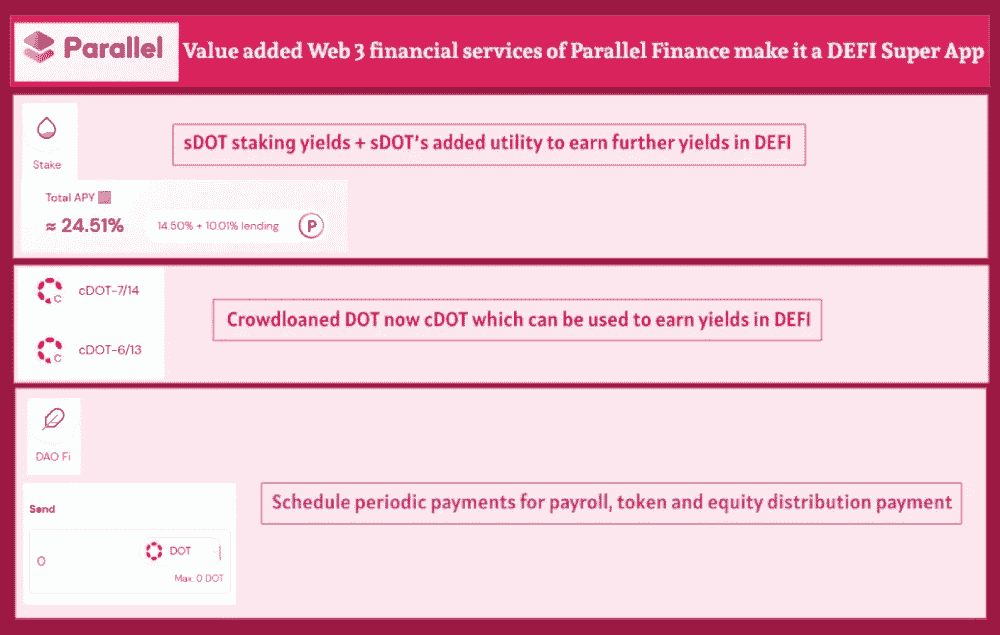 Parallel Value added Web 3 financial services of Parallel Finance make it a DEFI Super App
Stake
sDOT staking yields + sDOT's added utility to earn further yields in DEFI
Total APY
≈ 24.51% 14.50% + 10.01% lending P
C cDOT-7/14
Crowdloaned DOT now cDOT which can be used to earn yields in DEFI
C cDOT-6/13
DAO Fi
Schedule periodic payments for payroll, token and equity distribution payment
Send
0 DOT
Max. 0 DOT